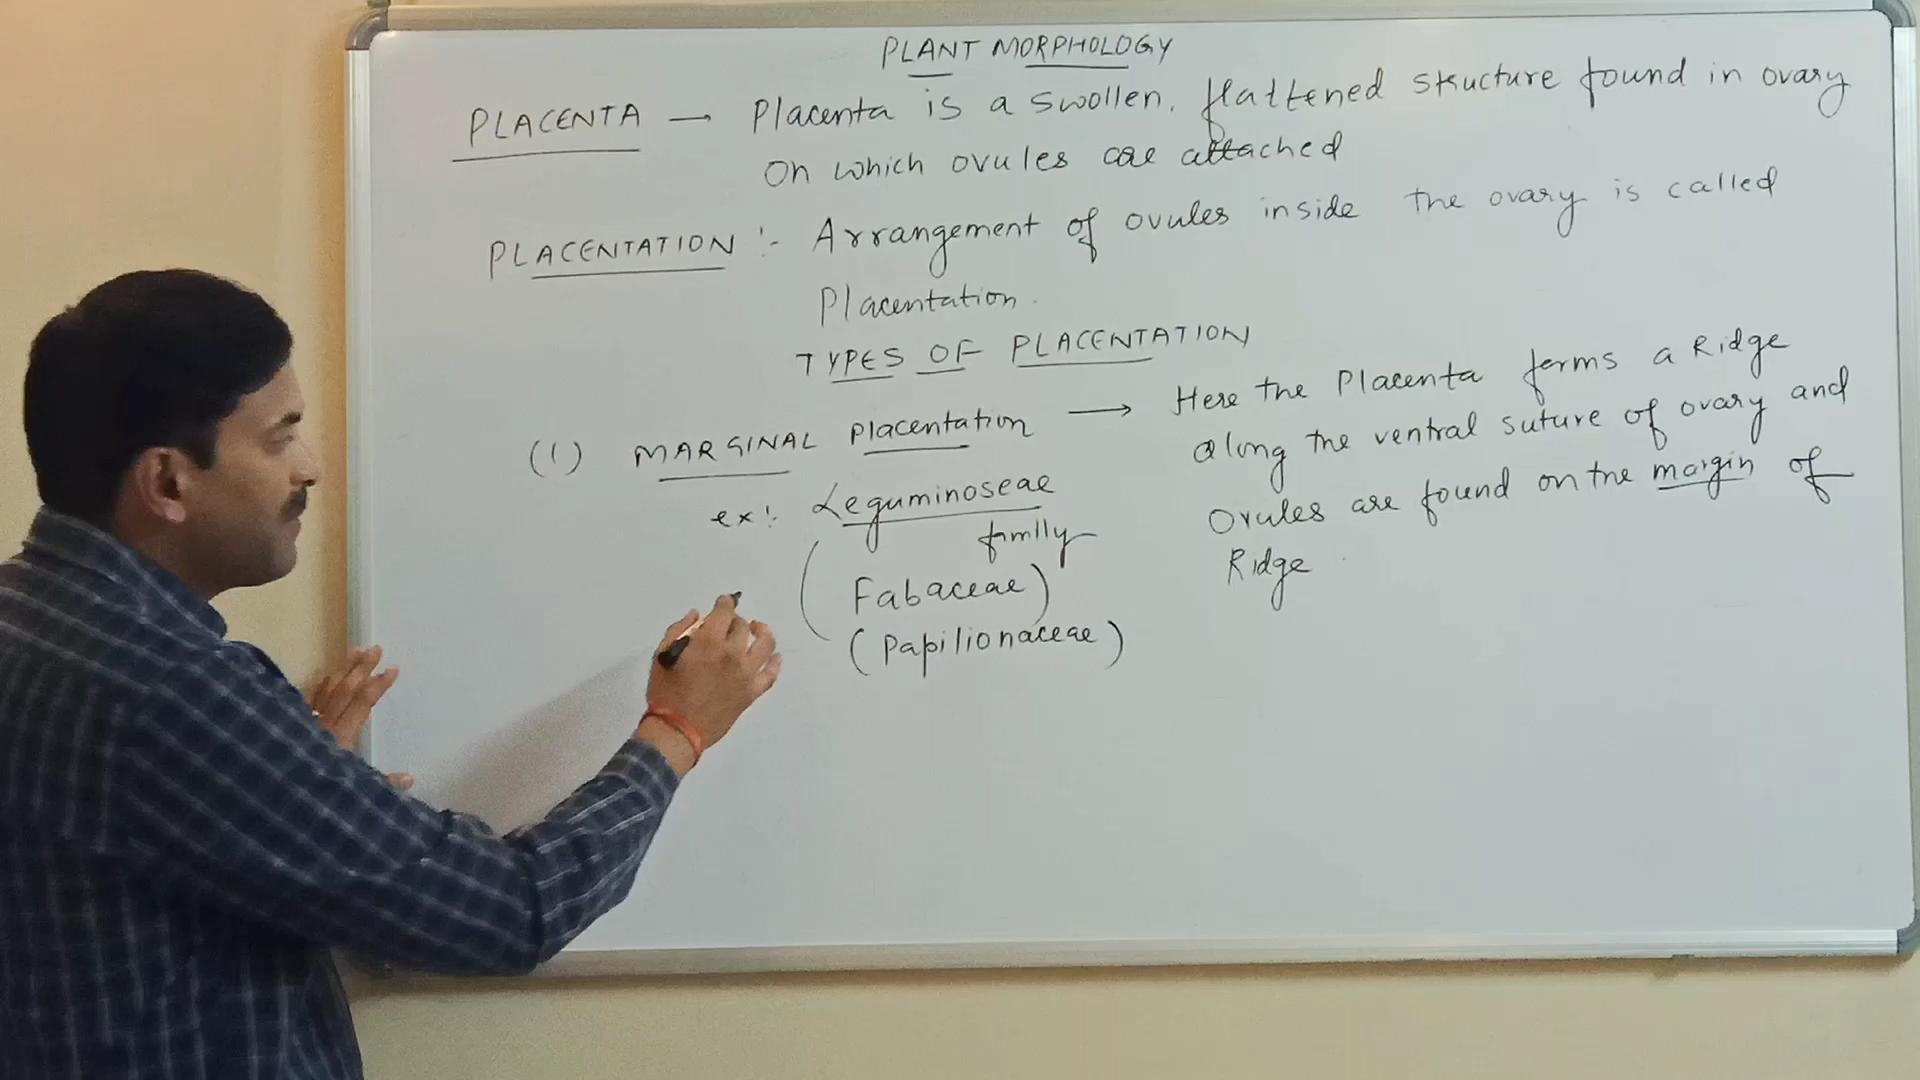 PLANT MORPHOLOGY
PLACENTA — Placenta is a swollen, flattened structure found in ovary
On which ovules are attached
PLACENTATION :- Arrangement of ovules inside the ovary is called
Placentation.
TYPES OF PLACENTATION
(1) MARGINAL Placentation → Here the Placenta forms a Ridge
along the ventral suture of ovary and
Ovules are found on the margin of
Ridge
ex: Leguminoseae
family
(Fabaceae)
(Papilionaceae)